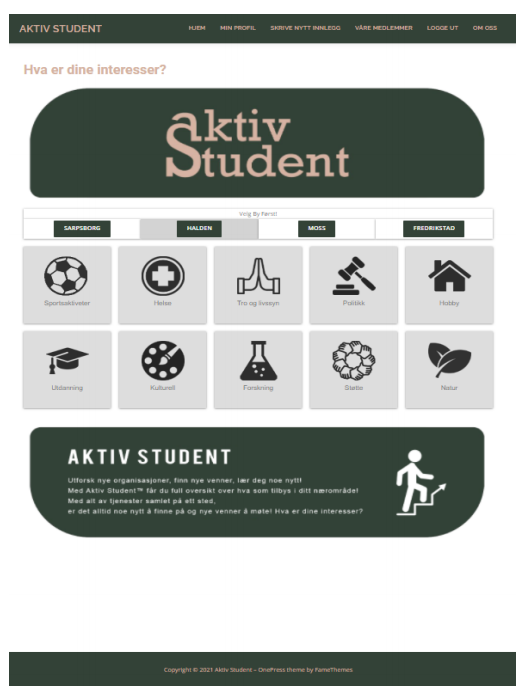 AKTIV STUDENT
HJEM MIN PROFIL SKRIVE NYTT INNLEGG VÅRE MEDLEMMER LOGGE UT OM OSS
Hva er dine interesser?
aktiv
Student
Velg By Først!
SARPSBORG HALDEN MOSS FREDRIKSTAD
Sportsaktiveter Helse Tro og livssyn Politikk Hobby
Utdanning Kulturell Forskning Støtte Natur
AKTIV STUDENT
Utforsk nye organisasjoner, finn nye venner, lær deg noe nytt!
Med Aktiv Student™ får du full oversikt over hva som tilbys i ditt nærområde!
Med alt av tjenester samlet på ett sted,
er det alltid noe nytt å finne på og nye venner å møte! Hva er dine interesser?
Copyright © 2021 Aktiv Student – OnePress theme by FameThemes